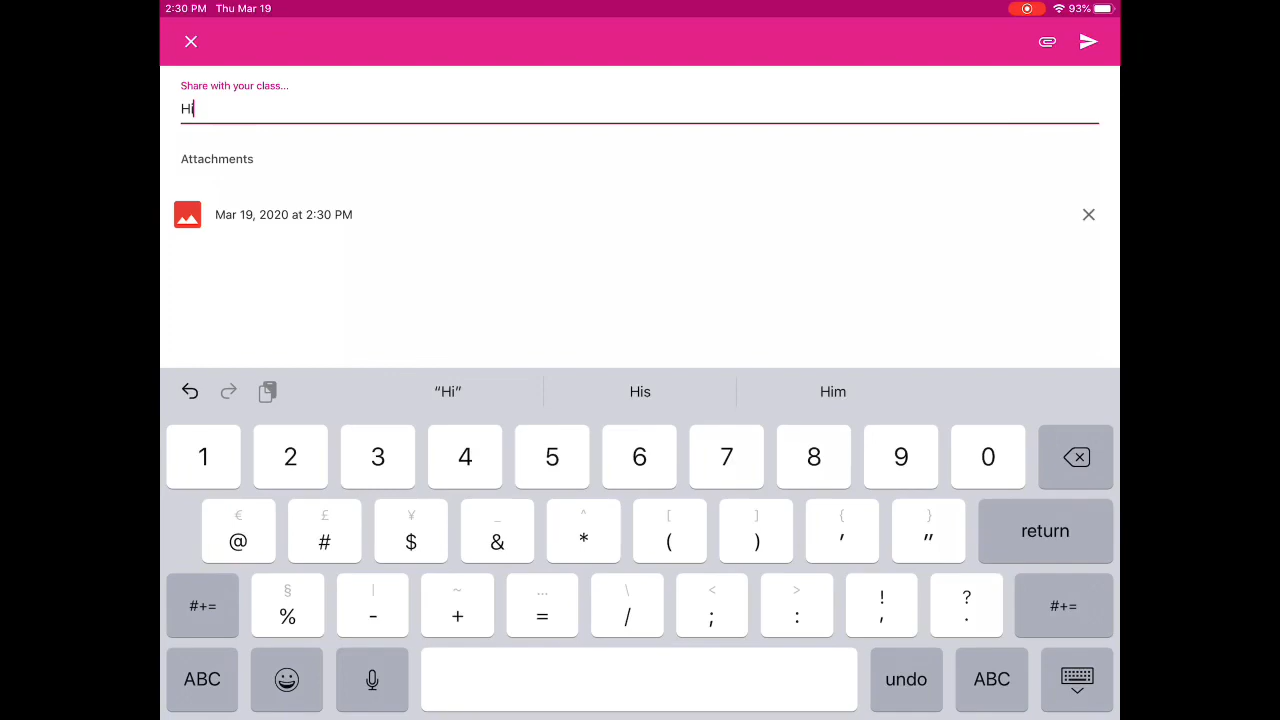 2:30 PM Thu Mar 19 93%
Share with your class...
Hi
Attachments
Mar 19, 2020 at 2:30 PM
“Hi” His Him
1 2 3 4 5 6 7 8 9 0
€ £ ¥ _ ^ [ ] { }
@ # $ & * ( ) ' " return
§ | ~ … \ < > ! ?
#+= % - + = / ; : , . #+=
ABC undo ABC